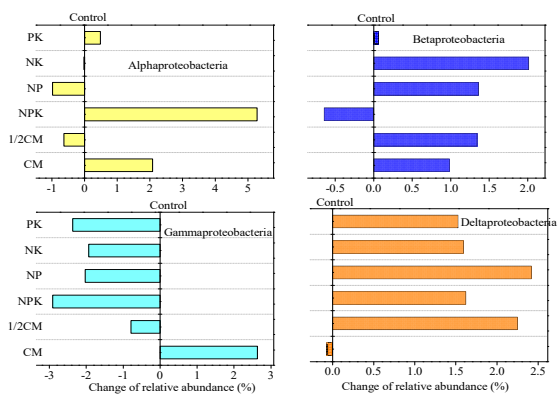 Control
PK
NK
NP
NPK
1/2CM
CM
Alphaproteobacteria
-1 0 1 2 3 4 5
Control
Betaproteobacteria
-0.5 0.0 0.5 1.0 1.5 2.0
Control
PK
NK
NP
NPK
1/2CM
CM
Gammaproteobacteria
-3 -2 -1 0 1 2 3
Change of relative abundance (%)
Control
Deltaproteobacteria
0.0 0.5 1.0 1.5 2.0 2.5
Change of relative abundance (%)